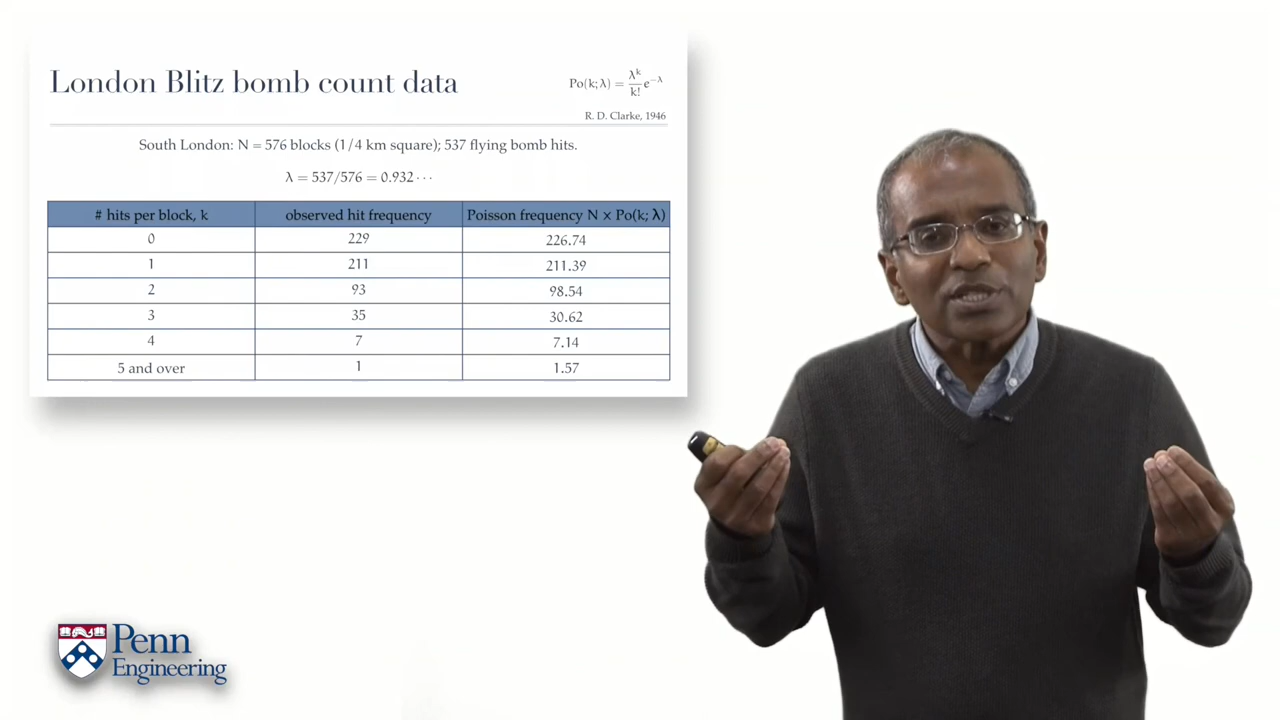 London Blitz bomb count data
Po(k; λ) = λ^k/k! e^−λ
R. D. Clarke, 1946
South London: N = 576 blocks (1/4 km square); 537 flying bomb hits.
λ = 537/576 = 0.932 ···
# hits per block, k observed hit frequency Poisson frequency N × Po(k; λ)
0 229 226.74
1 211 211.39
2 93 98.54
3 35 30.62
4 7 7.14
5 and over 1 1.57
Penn
Engineering